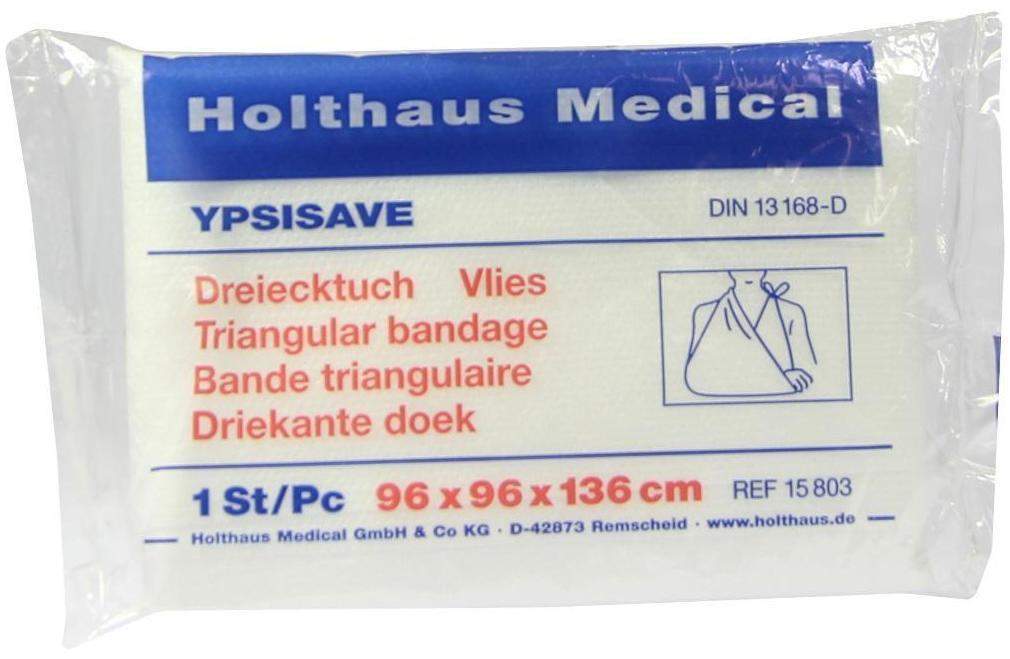 Holthaus Medical
YPSISAVE DIN 13168-D
Dreiecktuch Vlies
Triangular bandage
Bande triangulaire
Driekante doek
1 St/Pc 96 x 96 x 136 cm REF 15803
Holthaus Medical GmbH & Co KG · D-42873 Remscheid · www.holthaus.de